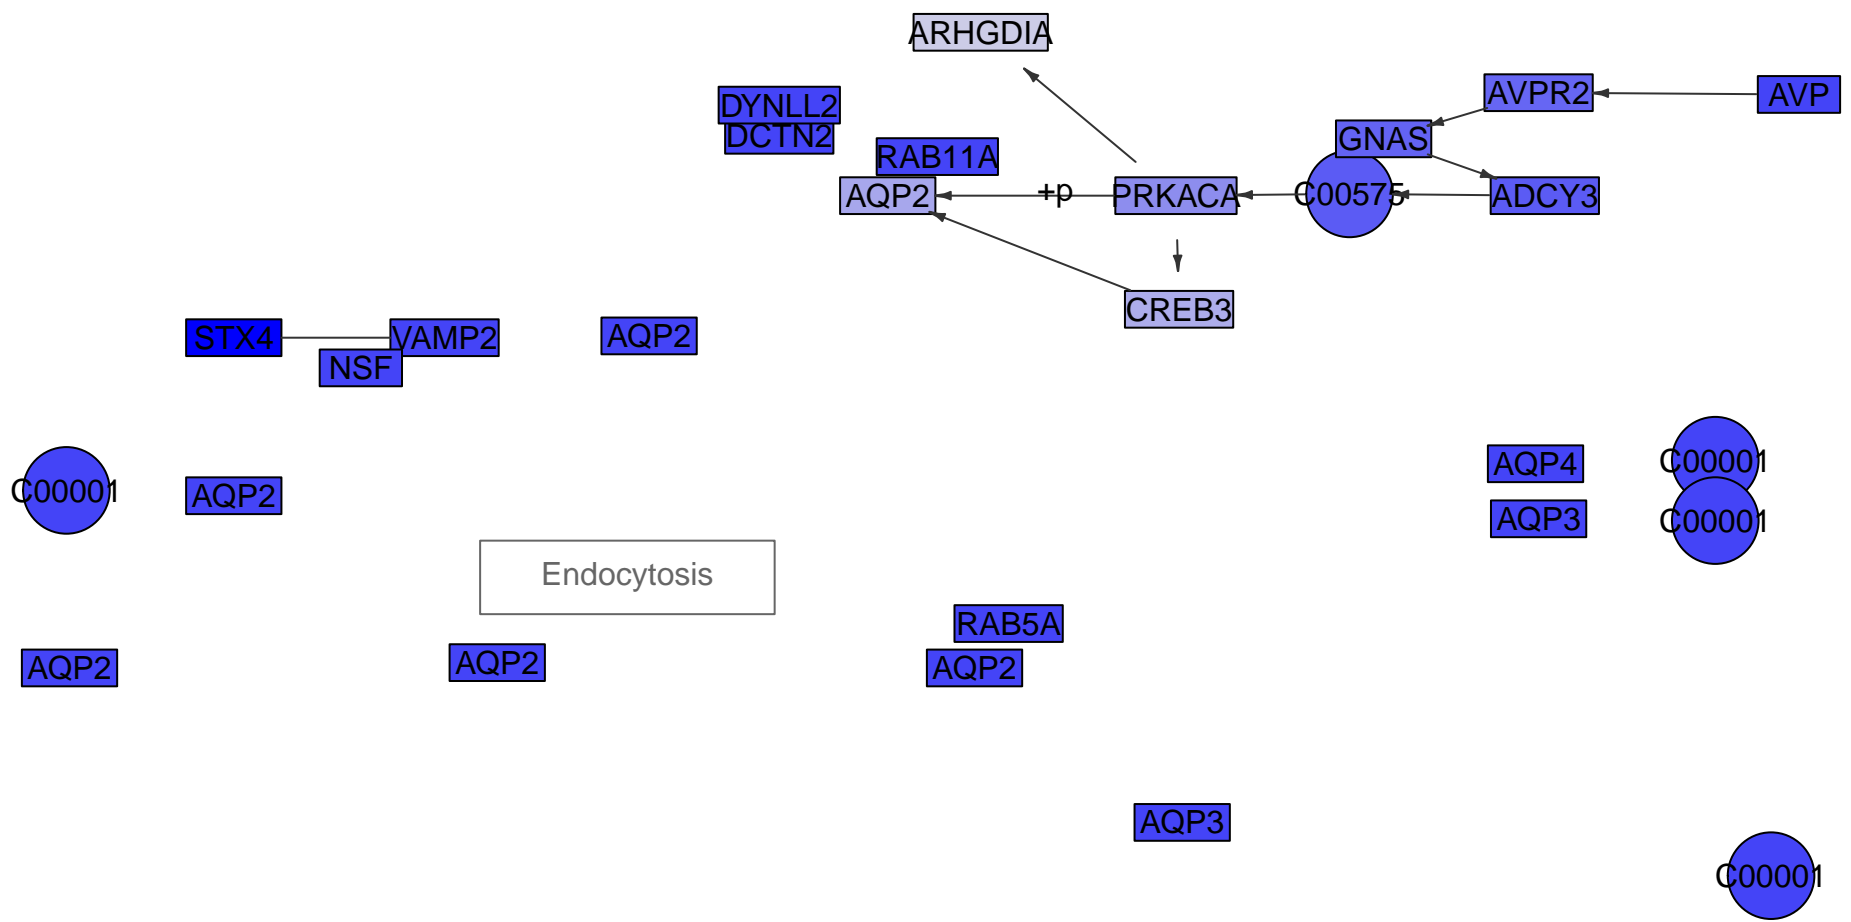 ARHGDIA
AVPR2
AVP
DYNLL2
DCTN2
GNAS
RAB11A
AQP2
+p
PRKACA
C00575
ADCY3
CREB3
STX4
VAMP2
AQP2
NSF
C00001
AQP2
AQP4
C00001
AQP3
C00001
Endocytosis
RAB5A
AQP2
AQP2
AQP2
AQP3
C00001